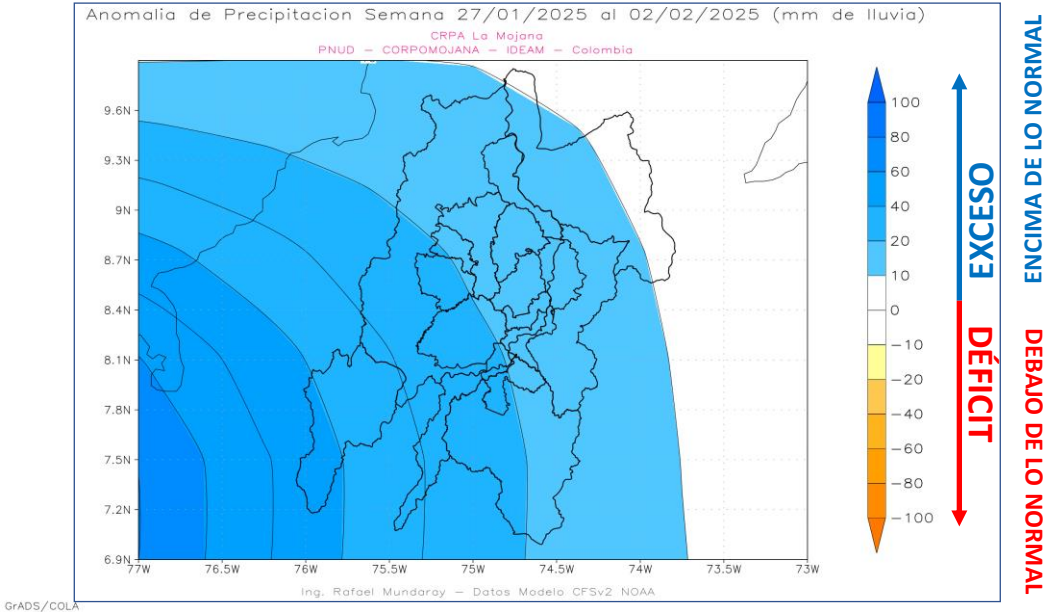 Anomalia de Precipitacion Semana 27/01/2025 al 02/02/2025 (mm de lluvia)
CRPA La Mojana
PNUD – CORPOMOJANA – IDEAM – Colombia
9.6N
9.3N
9N
8.7N
8.4N
8.1N
7.8N
7.5N
7.2N
6.9N
77W
76.5W
76W
75.5W
75W
74.5W
74W
73.5W
73W
Ing. Rafael Mundaray – Datos Modelo CFSv2 NOAA
GrADS/COLA
100
80
60
40
20
10
0
−10
−20
−40
−60
−80
−100
EXCESO
DÉFICIT
ENCIMA DE LO NORMAL
DEBAJO DE LO NORMAL